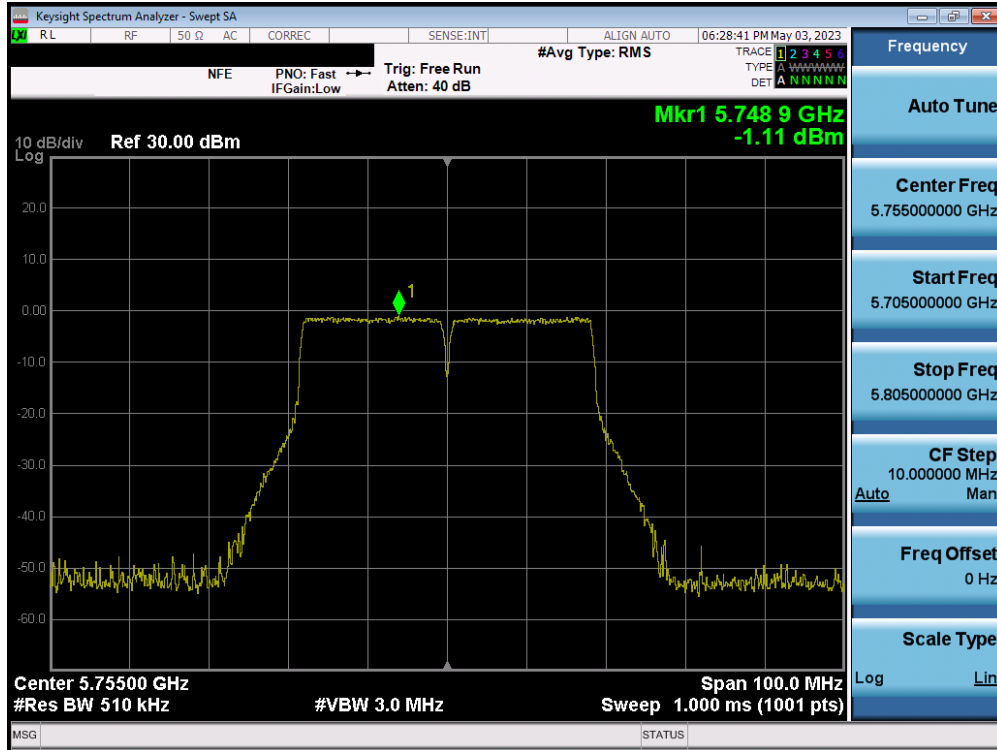 Keysight Spectrum Analyzer - Swept SA
LXI RL RF 50 Ω AC CORREC SENSE:INT ALIGN AUTO 06:28:41 PM May 03, 2023
NFE PNO: Fast Trig: Free Run #Avg Type: RMS TRACE 1 2 3 4 5 6
IFGain:Low Atten: 40 dB TYPE A WWWWW
DET A N N N N N
Mkr1 5.748 9 GHz
-1.11 dBm
10 dB/div Ref 30.00 dBm
Log
20.0
10.0
0.00
-10.0
-20.0
-30.0
-40.0
-50.0
-60.0
1
Center 5.75500 GHz Span 100.0 MHz
#Res BW 510 kHz #VBW 3.0 MHz Sweep 1.000 ms (1001 pts)
MSG STATUS
Frequency
Auto Tune
Center Freq
5.755000000 GHz
Start Freq
5.705000000 GHz
Stop Freq
5.805000000 GHz
CF Step
10.000000 MHz
Auto Man
Freq Offset
0 Hz
Scale Type
Log Lin